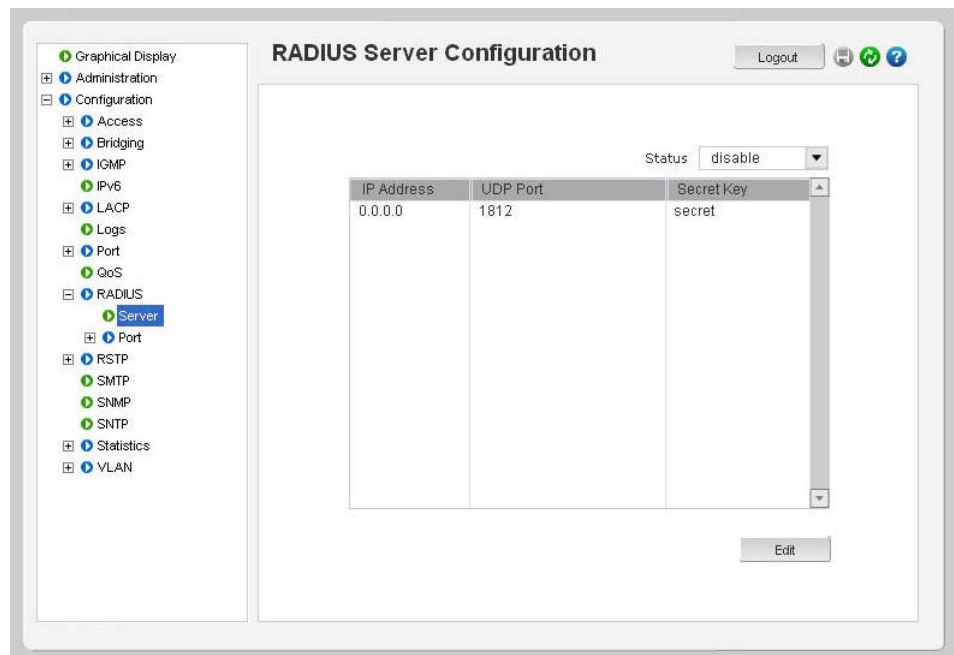 RADIUS Server Configuration
Logout
Graphical Display
Administration
Configuration
Access
Bridging
IGMP
IPv6
LACP
Logs
Port
QoS
RADIUS
Server
Port
RSTP
SMTP
SNMP
SNTP
Statistics
VLAN
Status disable
IP Address UDP Port Secret Key
0.0.0.0 1812 secret
Edit